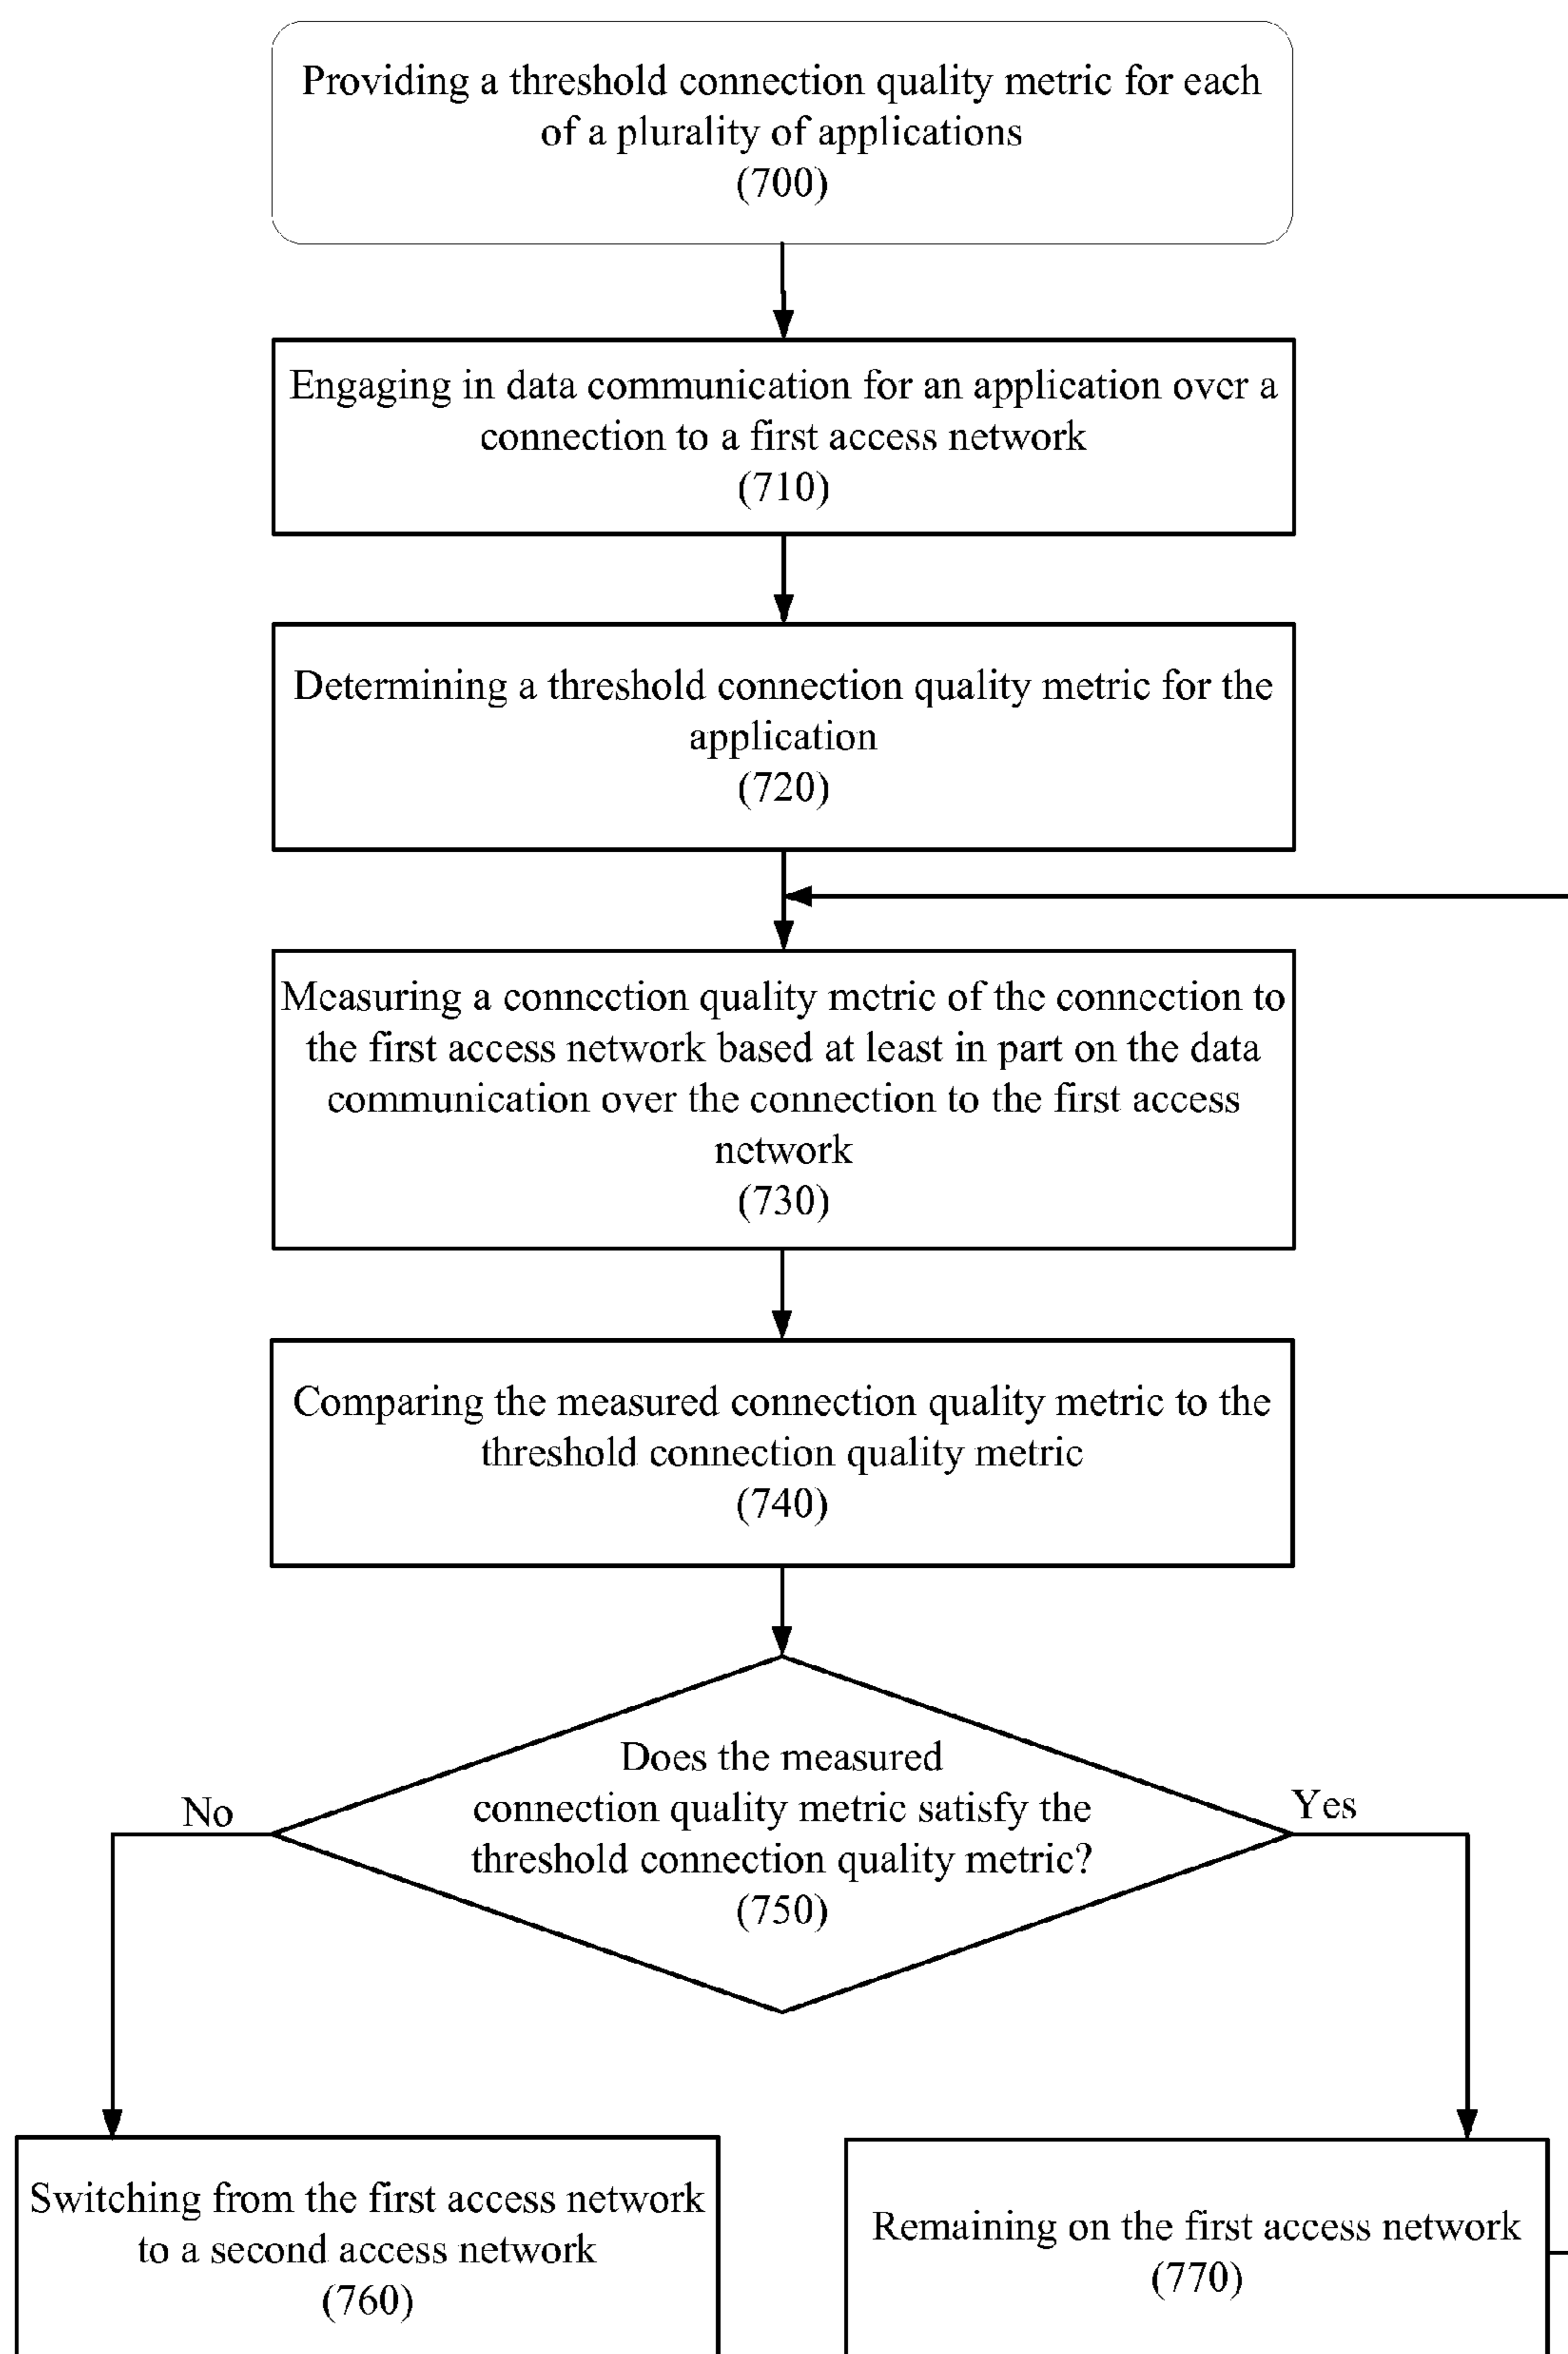 Providing a threshold connection quality metric for each
of a plurality of applications
(700)
Engaging in data communication for an application over a
connection to a first access network
(710)
Determining a threshold connection quality metric for the
application
(720)
Measuring a connection quality metric of the connection to
the first access network based at least in part on the data
communication over the connection to the first access
network
(730)
Comparing the measured connection quality metric to the
threshold connection quality metric
(740)
Does the measured
connection quality metric satisfy the
threshold connection quality metric?
(750)
No
Yes
Switching from the first access network
to a second access network
(760)
Remaining on the first access network
(770)